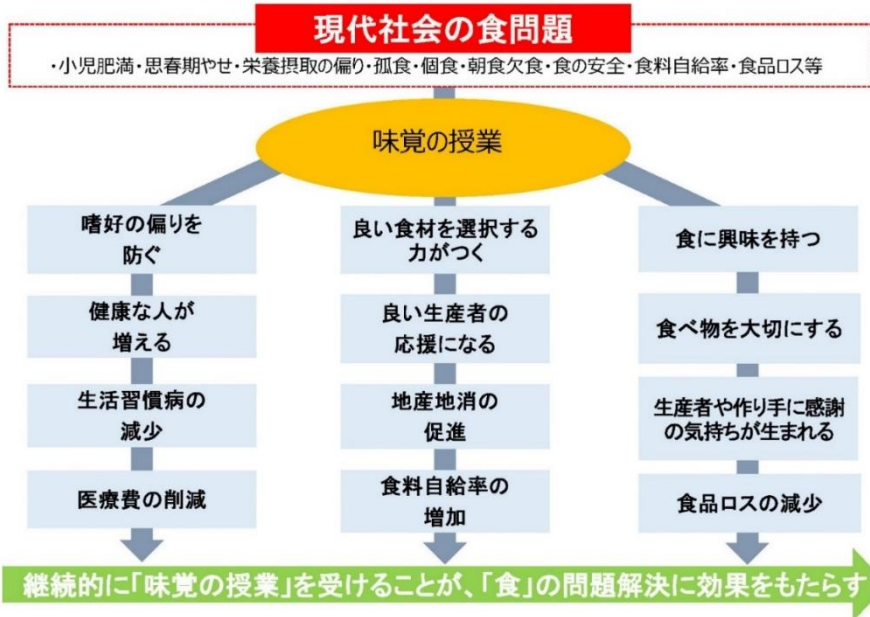 現代社会の食問題
・小児肥満・思春期やせ・栄養摂取の偏り・孤食・個食・朝食欠食・食の安全・食料自給率・食品ロス等
味覚の授業
嗜好の偏りを
防ぐ
健康な人が
増える
生活習慣病の
減少
医療費の削減
良い食材を選択する
力がつく
良い生産者の
応援になる
地産地消の
促進
食料自給率の
増加
食に興味を持つ
食べ物を大切にする
生産者や作り手に感謝
の気持ちが生まれる
食品ロスの減少
継続的に「味覚の授業」を受けることが、「食」の問題解決に効果をもたらす